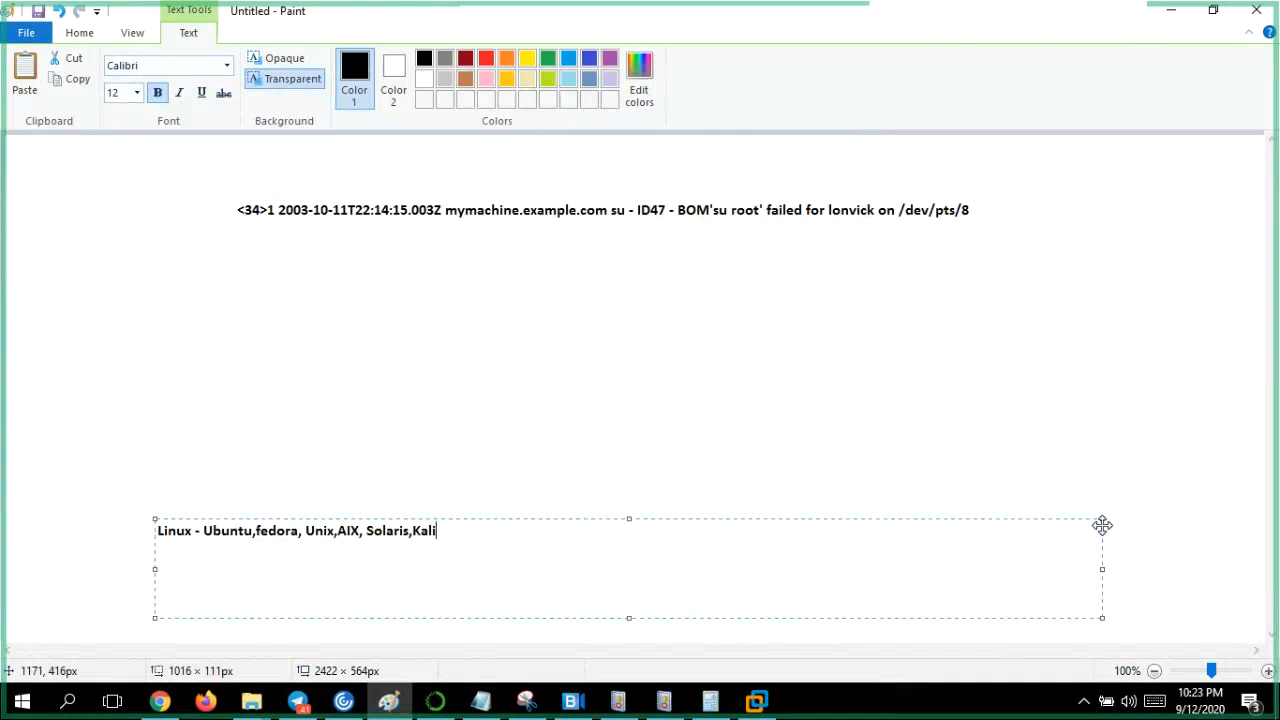 Text Tools
Untitled - Paint
File
Home
View
Text
Paste
Cut
Copy
Clipboard
Calibri
12
B
I
U
abc
Font
Opaque
Transparent
Background
Color 1
Color 2
Edit colors
Colors
<34>1 2003-10-11T22:14:15.003Z mymachine.example.com su - ID47 - BOM'su root' failed for lonvick on /dev/pts/8
Linux - Ubuntu,fedora, Unix,AIX, Solaris,Kali
1171, 416px
1016 × 111px
2422 × 564px
100%
41
10:23 PM
9/12/2020
3